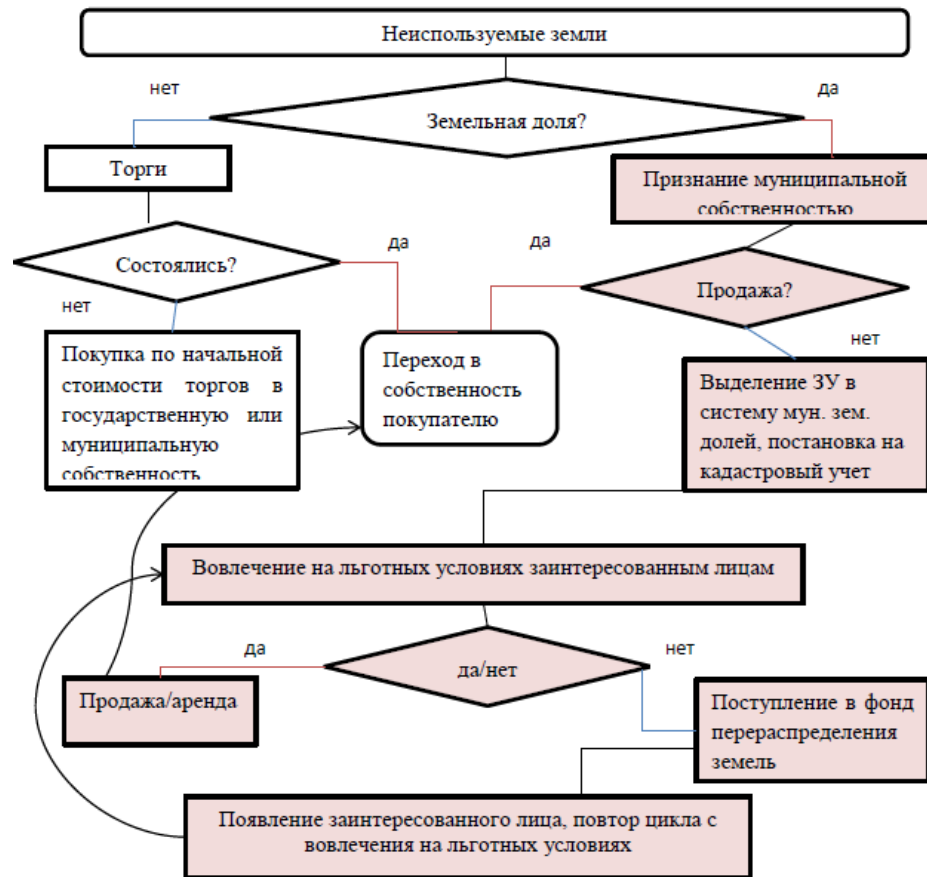 Неиспользуемые земли
нет
да
Земельная доля?
Торги
Признание муниципальной
собственностью
да
да
Состоялись?
Продажа?
нет
нет
Покупка по начальной
стоимости торгов в
государственную или
муниципальную
собственность
Переход в
собственность
покупателю
Выделение ЗУ в
систему мун. зем.
долей, постановка на
кадастровый учет
Вовлечение на льготных условиях заинтересованным лицам
да
нет
да/нет
Продажа/аренда
Поступление в фонд
перераспределения
земель
Появление заинтересованного лица, повтор цикла с
вовлечения на льготных условиях